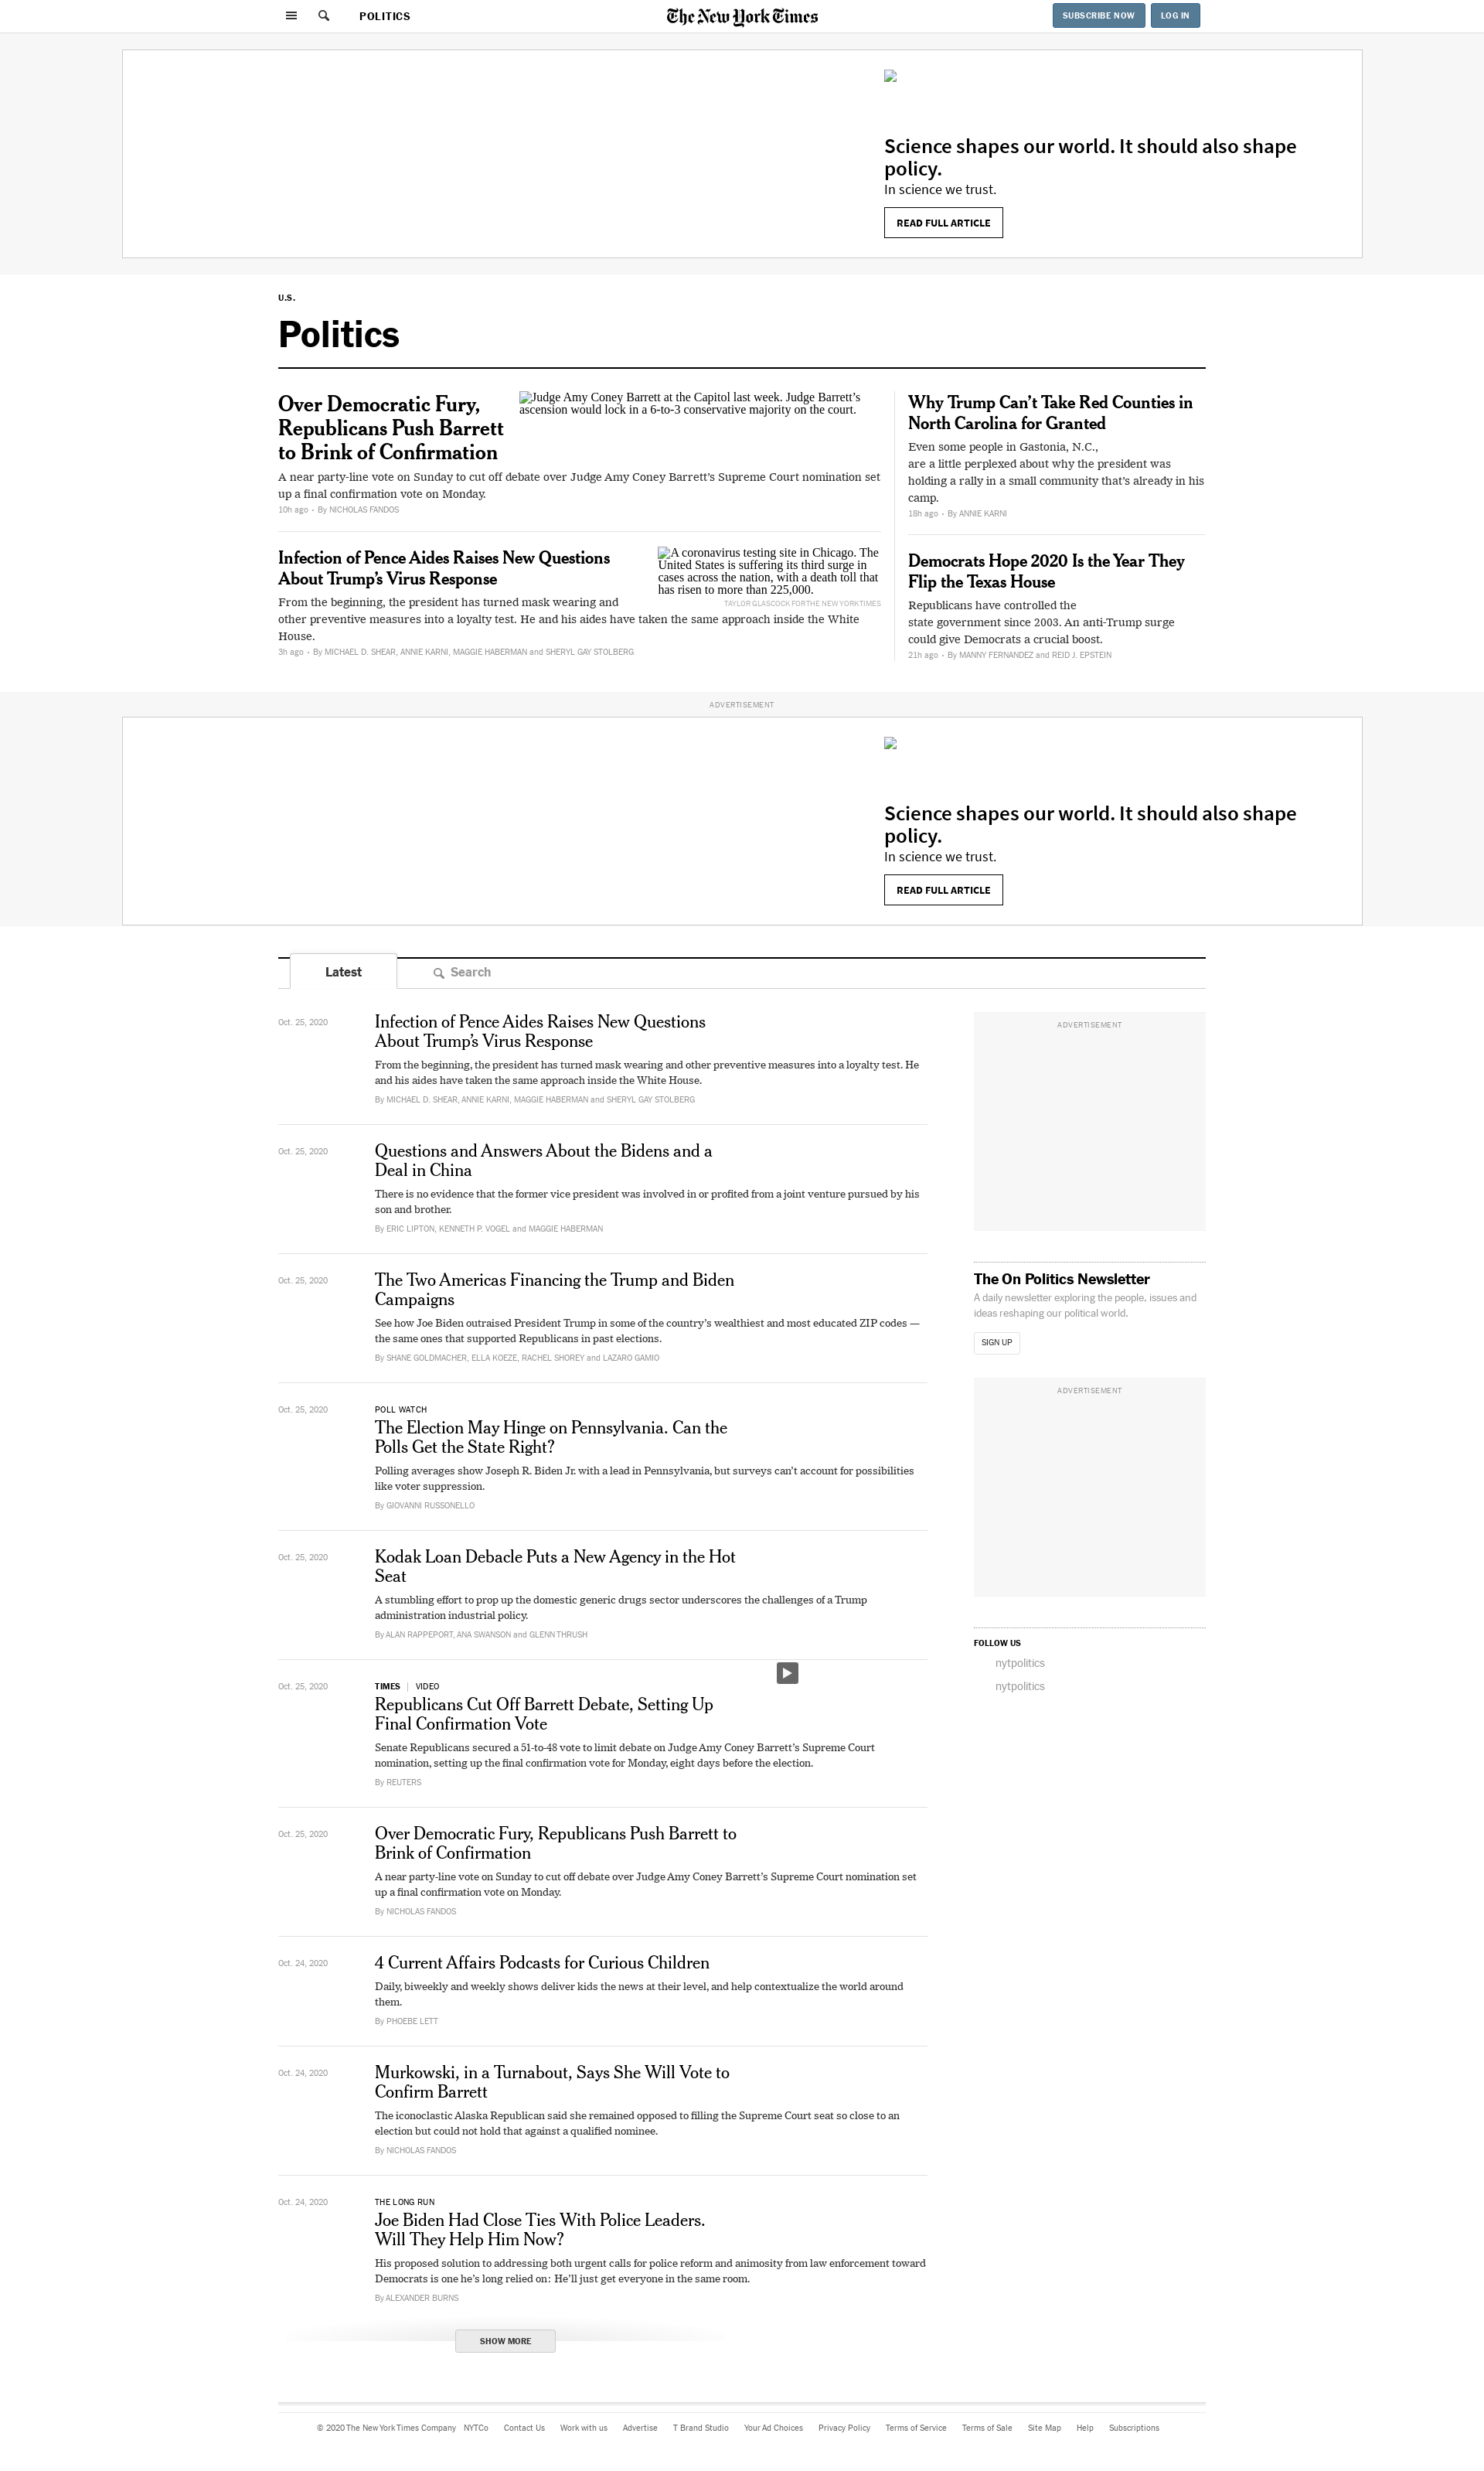 POLITICS
The New York Times
SUBSCRIBE NOW
LOG IN
Science shapes our world. It should also shape
policy.
In science we trust.
READ FULL ARTICLE
U.S.
Politics
Over Democratic Fury,
Republicans Push Barrett
to Brink of Confirmation
Judge Amy Coney Barrett at the Capitol last week. Judge Barrett’s
ascension would lock in a 6-to-3 conservative majority on the court.
A near party-line vote on Sunday to cut off debate over Judge Amy Coney Barrett’s Supreme Court nomination set
up a final confirmation vote on Monday.
10h ago • By NICHOLAS FANDOS
Infection of Pence Aides Raises New Questions
About Trump’s Virus Response
A coronavirus testing site in Chicago. The
United States is suffering its third surge in
cases across the nation, with a death toll that
has risen to more than 225,000.
TAYLOR GLASCOCK FOR THE NEW YORK TIMES
From the beginning, the president has turned mask wearing and
other preventive measures into a loyalty test. He and his aides have taken the same approach inside the White
House.
3h ago • By MICHAEL D. SHEAR, ANNIE KARNI, MAGGIE HABERMAN and SHERYL GAY STOLBERG
Why Trump Can’t Take Red Counties in
North Carolina for Granted
Even some people in Gastonia, N.C.,
are a little perplexed about why the president was
holding a rally in a small community that’s already in his
camp.
18h ago • By ANNIE KARNI
Democrats Hope 2020 Is the Year They
Flip the Texas House
Republicans have controlled the
state government since 2003. An anti-Trump surge
could give Democrats a crucial boost.
21h ago • By MANNY FERNANDEZ and REID J. EPSTEIN
ADVERTISEMENT
Science shapes our world. It should also shape
policy.
In science we trust.
READ FULL ARTICLE
Latest
Search
Oct. 25, 2020
Infection of Pence Aides Raises New Questions
About Trump’s Virus Response
From the beginning, the president has turned mask wearing and other preventive measures into a loyalty test. He
and his aides have taken the same approach inside the White House.
By MICHAEL D. SHEAR, ANNIE KARNI, MAGGIE HABERMAN and SHERYL GAY STOLBERG
Oct. 25, 2020
Questions and Answers About the Bidens and a
Deal in China
There is no evidence that the former vice president was involved in or profited from a joint venture pursued by his
son and brother.
By ERIC LIPTON, KENNETH P. VOGEL and MAGGIE HABERMAN
Oct. 25, 2020
The Two Americas Financing the Trump and Biden
Campaigns
See how Joe Biden outraised President Trump in some of the country’s wealthiest and most educated ZIP codes —
the same ones that supported Republicans in past elections.
By SHANE GOLDMACHER, ELLA KOEZE, RACHEL SHOREY and LAZARO GAMIO
Oct. 25, 2020
POLL WATCH
The Election May Hinge on Pennsylvania. Can the
Polls Get the State Right?
Polling averages show Joseph R. Biden Jr. with a lead in Pennsylvania, but surveys can’t account for possibilities
like voter suppression.
By GIOVANNI RUSSONELLO
Oct. 25, 2020
Kodak Loan Debacle Puts a New Agency in the Hot
Seat
A stumbling effort to prop up the domestic generic drugs sector underscores the challenges of a Trump
administration industrial policy.
By ALAN RAPPEPORT, ANA SWANSON and GLENN THRUSH
Oct. 25, 2020
TIMES | VIDEO
Republicans Cut Off Barrett Debate, Setting Up
Final Confirmation Vote
Senate Republicans secured a 51-to-48 vote to limit debate on Judge Amy Coney Barrett’s Supreme Court
nomination, setting up the final confirmation vote for Monday, eight days before the election.
By REUTERS
Oct. 25, 2020
Over Democratic Fury, Republicans Push Barrett to
Brink of Confirmation
A near party-line vote on Sunday to cut off debate over Judge Amy Coney Barrett’s Supreme Court nomination set
up a final confirmation vote on Monday.
By NICHOLAS FANDOS
Oct. 24, 2020
4 Current Affairs Podcasts for Curious Children
Daily, biweekly and weekly shows deliver kids the news at their level, and help contextualize the world around
them.
By PHOEBE LETT
Oct. 24, 2020
Murkowski, in a Turnabout, Says She Will Vote to
Confirm Barrett
The iconoclastic Alaska Republican said she remained opposed to filling the Supreme Court seat so close to an
election but could not hold that against a qualified nominee.
By NICHOLAS FANDOS
Oct. 24, 2020
THE LONG RUN
Joe Biden Had Close Ties With Police Leaders.
Will They Help Him Now?
His proposed solution to addressing both urgent calls for police reform and animosity from law enforcement toward
Democrats is one he’s long relied on: He’ll just get everyone in the same room.
By ALEXANDER BURNS
SHOW MORE
ADVERTISEMENT
The On Politics Newsletter
A daily newsletter exploring the people, issues and
ideas reshaping our political world.
SIGN UP
ADVERTISEMENT
FOLLOW US
nytpolitics
nytpolitics
© 2020 The New York Times Company NYTCo Contact Us Work with us Advertise T Brand Studio Your Ad Choices Privacy Policy Terms of Service Terms of Sale Site Map Help Subscriptions